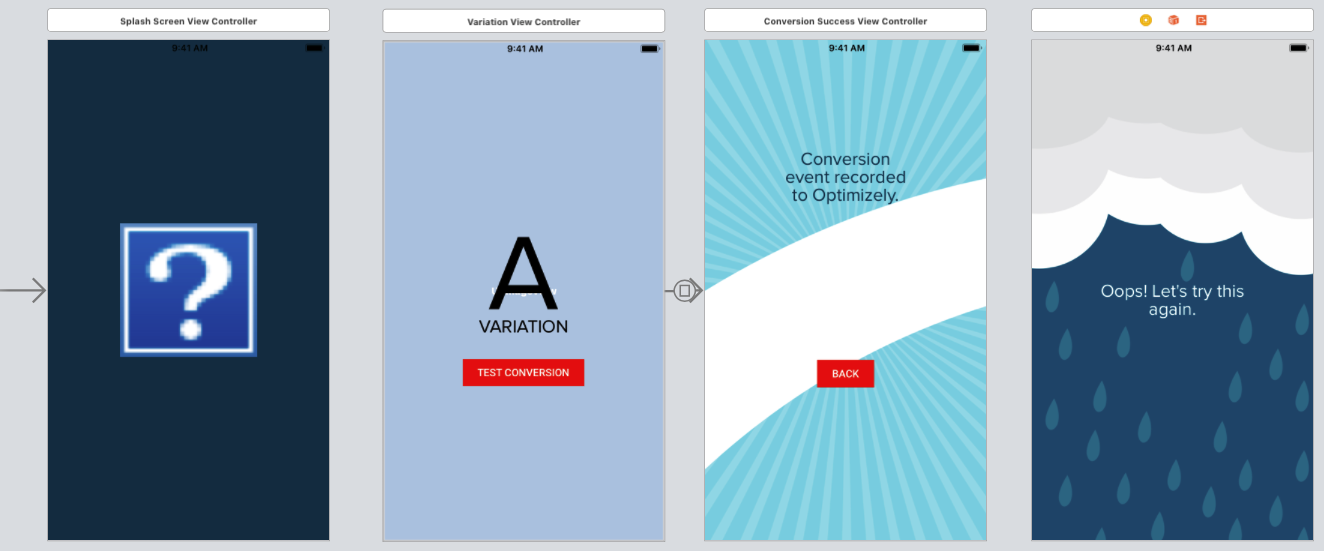 Splash Screen View Controller
9:41 AM
?
Variation View Controller
9:41 AM
A
VARIATION
TEST CONVERSION
Conversion Success View Controller
9:41 AM
Conversion
event recorded
to Optimizely.
BACK
9:41 AM
Oops! Let's try this
again.